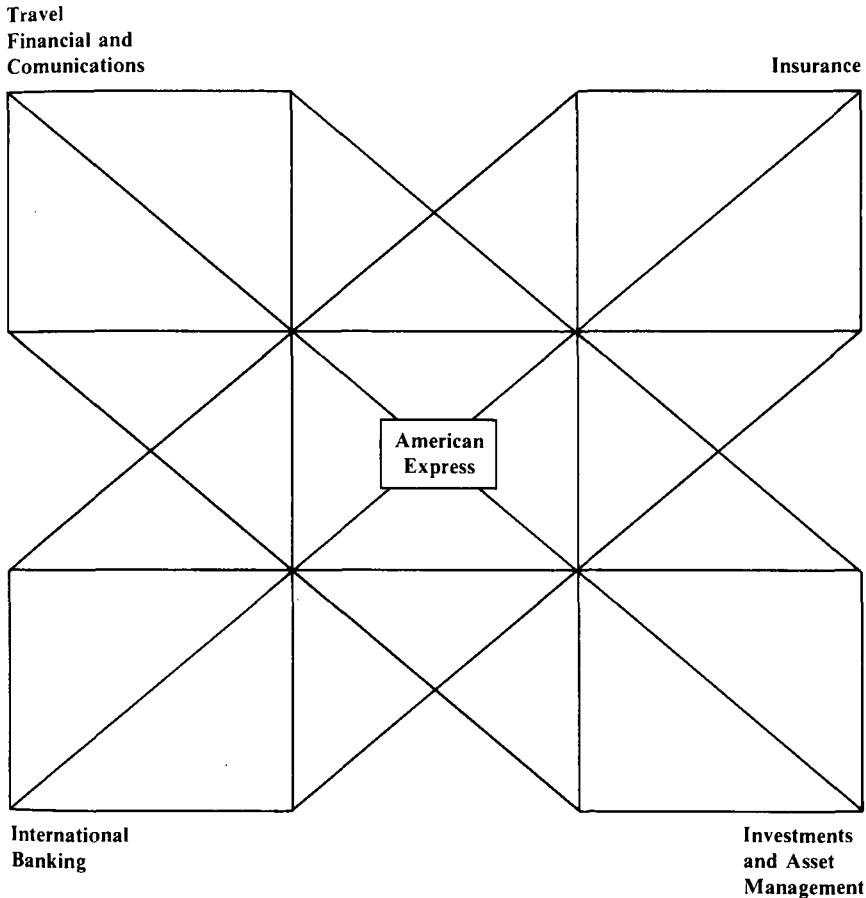 Travel
Financial and
Comunications
Insurance
American
Express
International
Banking
Investments
and Asset
Management